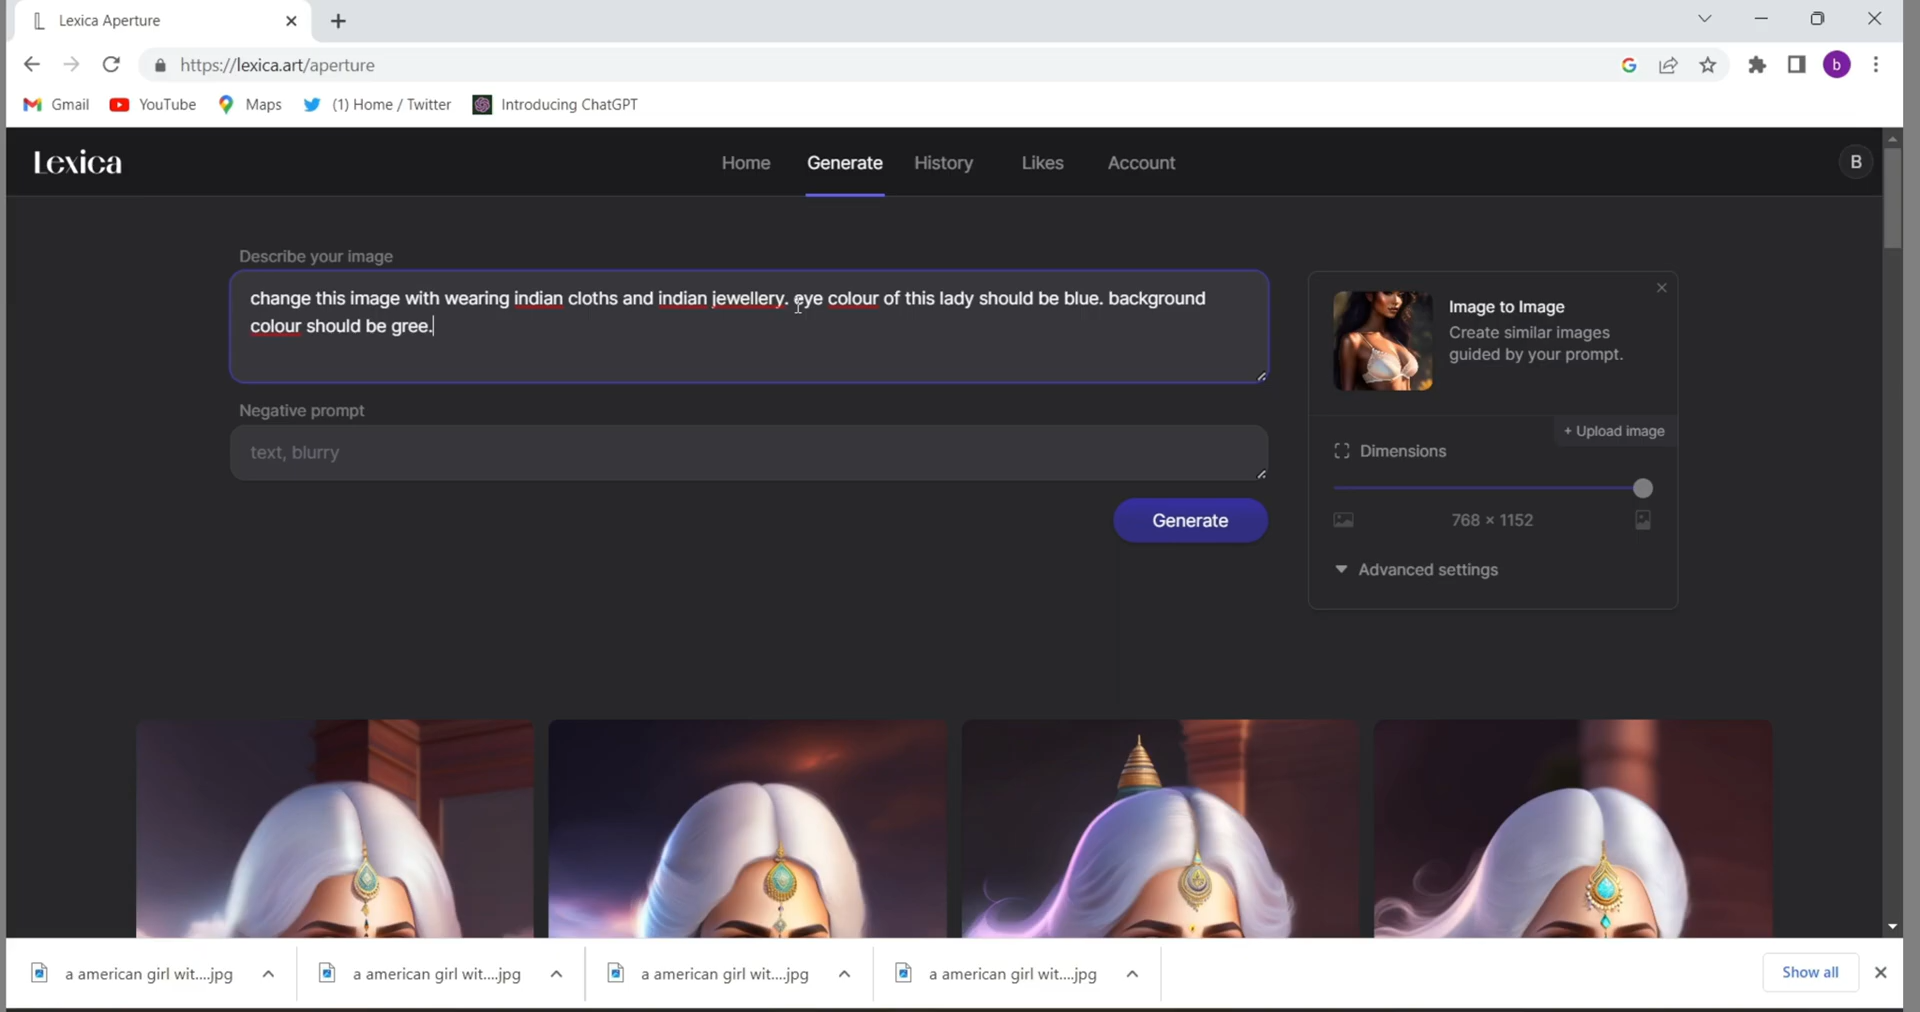 Lexica Aperture
https://lexica.art/aperture
b
Gmail YouTube Maps (1) Home / Twitter Introducing ChatGPT
Lexica Home Generate History Likes Account B
Describe your image
change this image with wearing indian cloths and indian jewellery. eye colour of this lady should be blue. background
colour should be gree.
Negative prompt
text, blurry
Generate
Image to Image
Create similar images
guided by your prompt.
+ Upload image
Dimensions
768 × 1152
Advanced settings
a american girl wit....jpg a american girl wit....jpg a american girl wit....jpg a american girl wit....jpg Show all